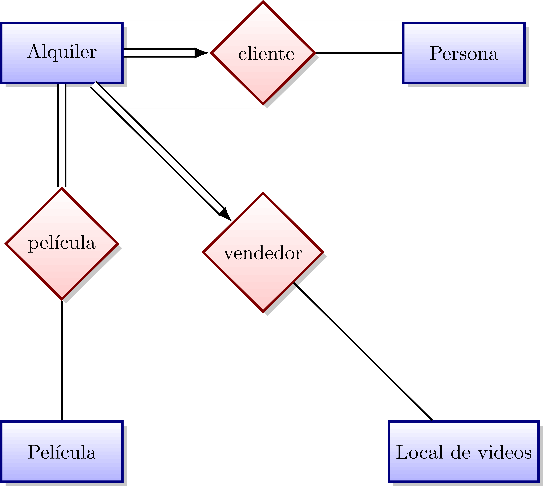 Alquiler
cliente
Persona
película
vendedor
Película
Local de videos